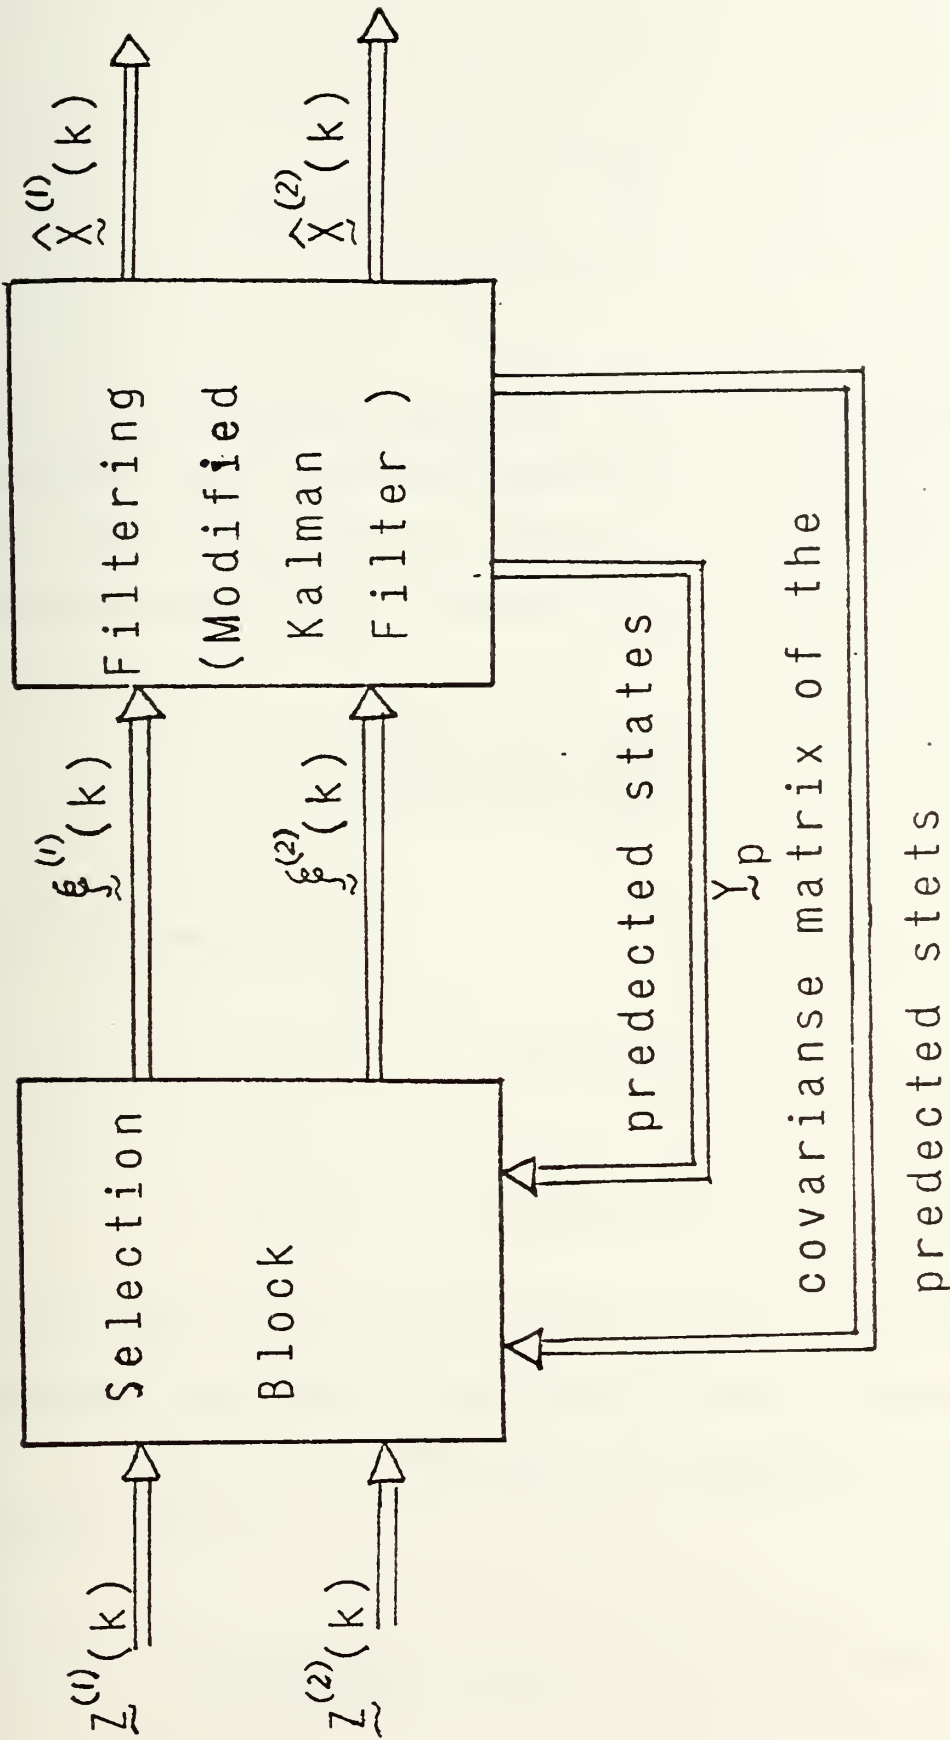 Z^(1)(k)
Z^(2)(k)
Selection
Block
ξ^(1)(k)
ξ^(2)(k)
Filtering
(Modified
Kalman
Filter )
X̂^(1)(k)
X̂^(2)(k)
predected states
Yp
covarianse matrix of the
predected stets